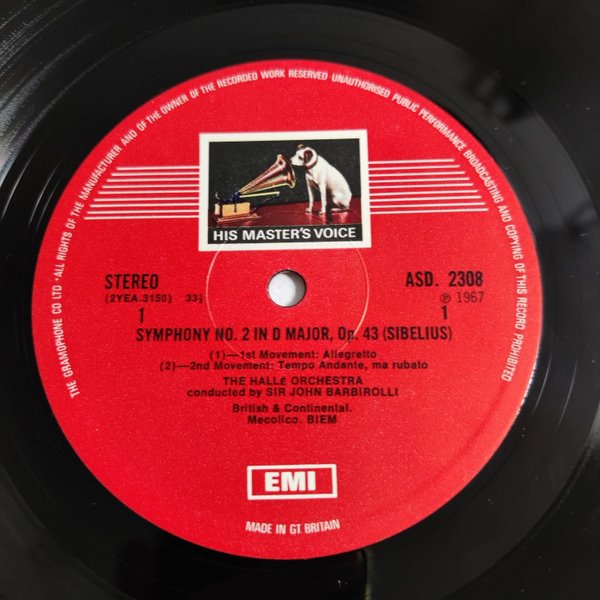 THE GRAMOPHONE CO LTD · ALL RIGHTS OF THE MANUFACTURER AND OF THE OWNER OF THE RECORDED WORK RESERVED UNAUTHORISED PUBLIC PERFORMANCE BROADCASTING AND COPYING OF THIS RECORD PROHIBITED
HIS MASTER'S VOICE
STEREO ASD. 2308
(2YEA.3150) 33⅓ ℗ 1967
1 1
SYMPHONY NO. 2 IN D MAJOR, Op. 43 (SIBELIUS)
(1)—1st Movement: Allegretto
(2)—2nd Movement: Tempo Andante, ma rubato
THE HALLÉ ORCHESTRA
conducted by SIR JOHN BARBIROLLI
British & Continental.
Mecolico. BIEM
EMI
MADE IN GT. BRITAIN